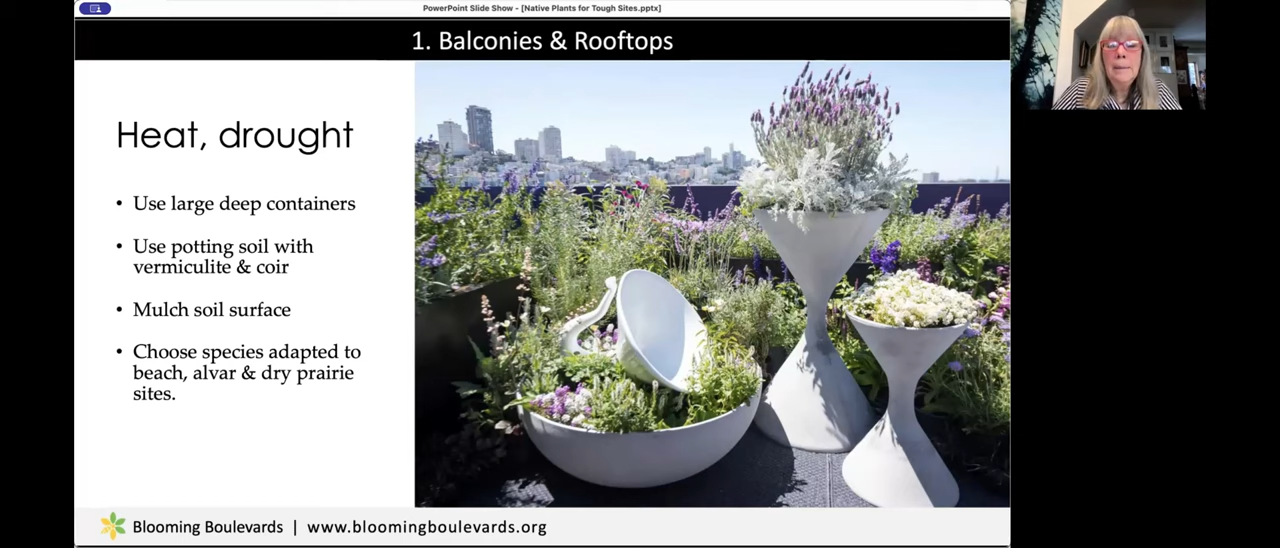 PowerPoint Slide Show - [Native Plants for Tough Sites.pptx]
1. Balconies & Rooftops
Heat, drought
• Use large deep containers
• Use potting soil with
vermiculite & coir
• Mulch soil surface
• Choose species adapted to
beach, alvar & dry prairie
sites.
Blooming Boulevards | www.bloomingboulevards.org